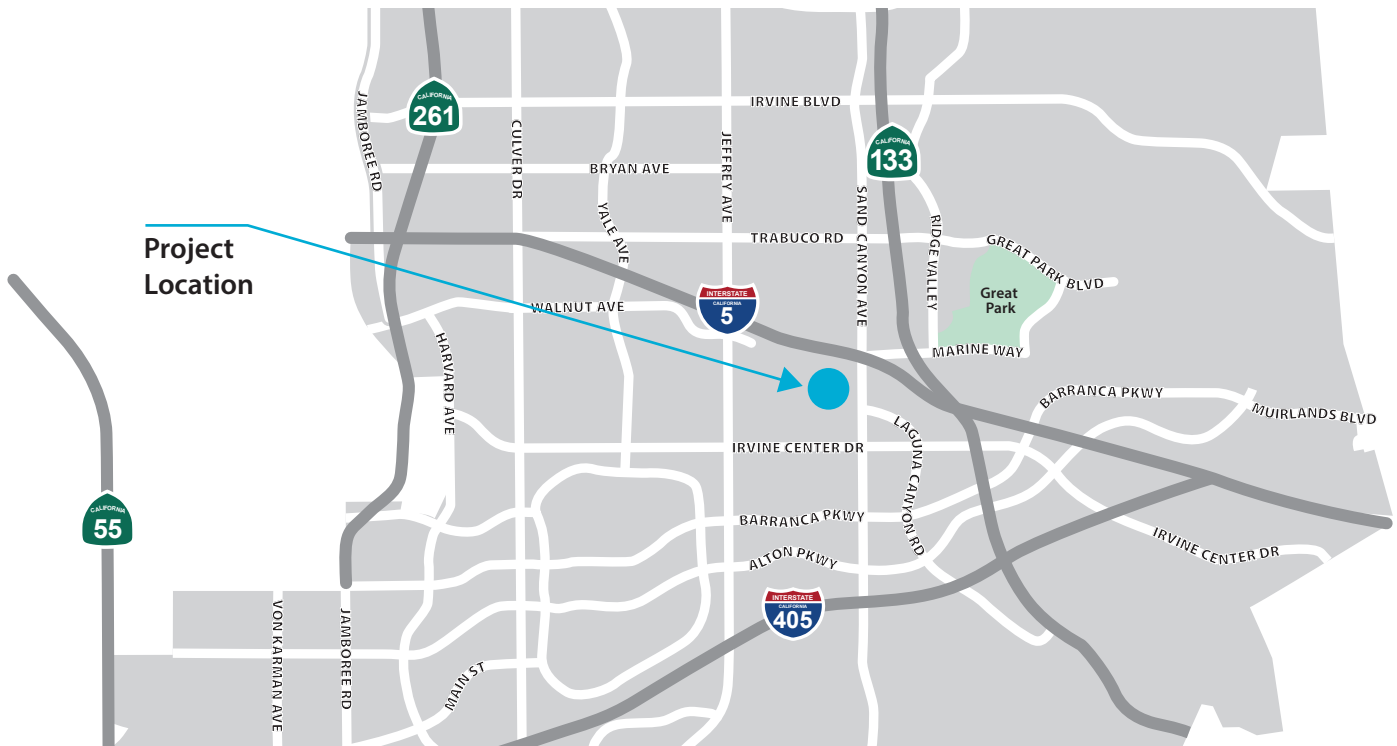 CALIFORNIA
261
JAMBOREE RD
CULVER DR
IRVINE BLVD
JEFFREY AVE
CALIFORNIA
133
BRYAN AVE
YALE AVE
SAND CANYON AVE
RIDGE VALLEY
TRABUCO RD
GREAT PARK BLVD
Project
Location
Great
Park
INTERSTATE
CALIFORNIA
5
WALNUT AVE
HARVARD AVE
MARINE WAY
BARRANCA PKWY
MUIRLANDS BLVD
LAGUNA CANYON RD
IRVINE CENTER DR
CALIFORNIA
55
BARRANCA PKWY
IRVINE CENTER DR
ALTON PKWY
INTERSTATE
CALIFORNIA
405
VON KARMAN AVE
JAMBOREE RD
MAIN ST